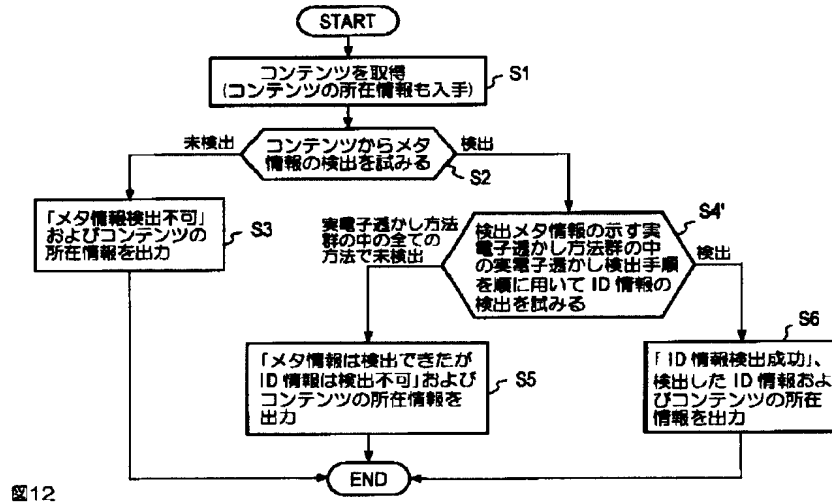 START
コンテンツを取得
(コンテンツの所在情報も入手)
S1
未検出
コンテンツからメタ
情報の検出を試みる
検出
S2
「メタ情報検出不可」
およびコンテンツの
所在情報を出力
S3
実電子透かし方法
群の中の全ての
方法で未検出
検出メタ情報の示す実
電子透かし方法群の中
の実電子透かし検出手順
を順に用いて ID 情報の
検出を試みる
S4'
検出
「メタ情報は検出できたが
ID 情報は検出不可」および
コンテンツの所在情報を
出力
S5
S6
「 ID 情報検出成功」、
検出した ID 情報およ
びコンテンツの所在
情報を出力
END
図12